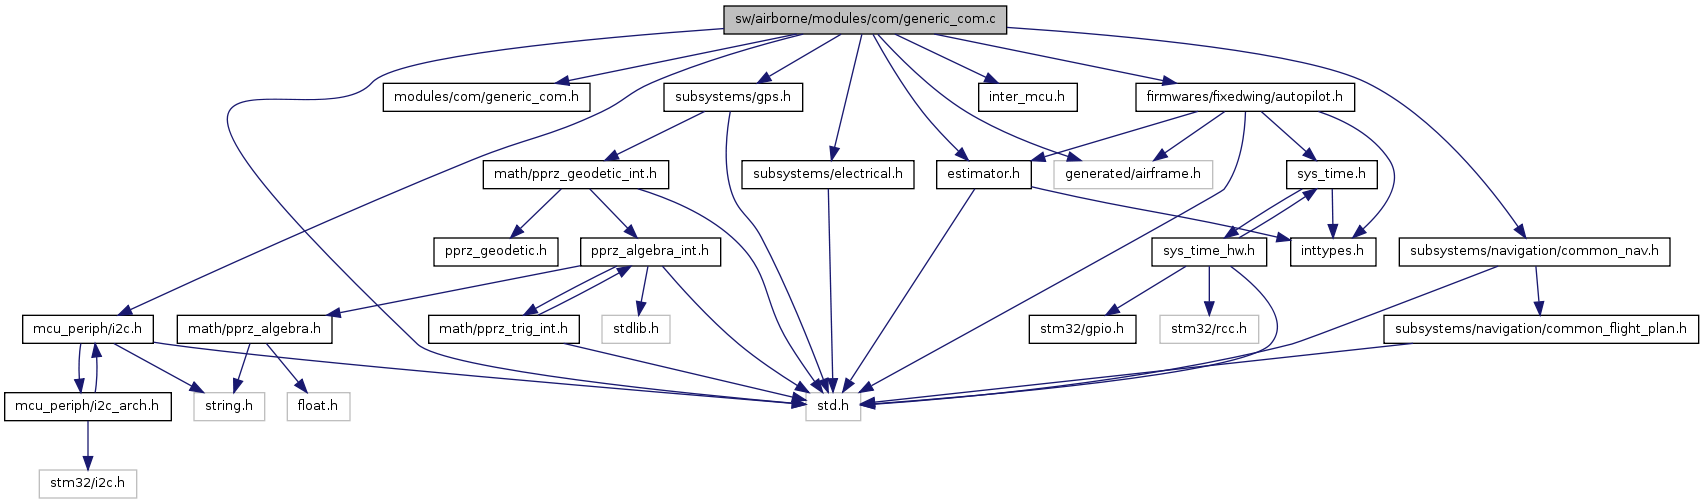 sw/airborne/modules/com/generic_com.c
modules/com/generic_com.h
subsystems/gps.h
inter_mcu.h
firmwares/fixedwing/autopilot.h
math/pprz_geodetic_int.h
subsystems/electrical.h
estimator.h
generated/airframe.h
sys_time.h
pprz_geodetic.h
pprz_algebra_int.h
sys_time_hw.h
inttypes.h
subsystems/navigation/common_nav.h
mcu_periph/i2c.h
math/pprz_algebra.h
math/pprz_trig_int.h
stdlib.h
stm32/gpio.h
stm32/rcc.h
subsystems/navigation/common_flight_plan.h
mcu_periph/i2c_arch.h
string.h
float.h
std.h
stm32/i2c.h